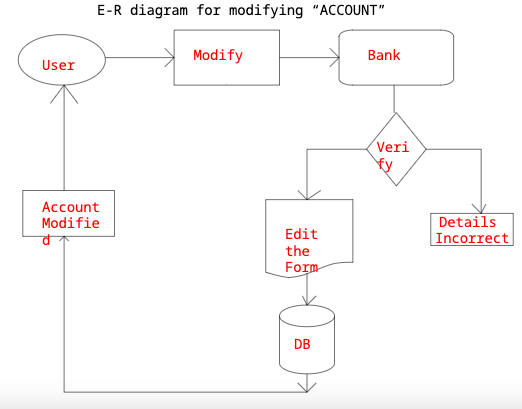 E-R diagram for modifying “ACCOUNT”
User
Modify
Bank
Veri
fy
Account
Modifie
d
Edit
the
Form
Details
Incorrect
DB